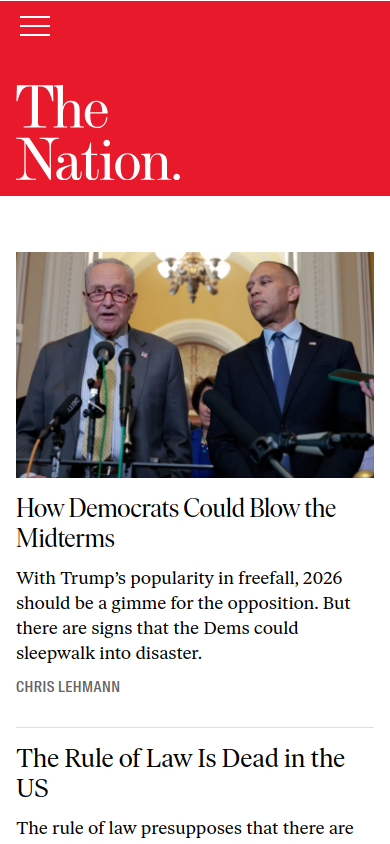 The
Nation.
How Democrats Could Blow the
Midterms
With Trump’s popularity in freefall, 2026
should be a gimme for the opposition. But
there are signs that the Dems could
sleepwalk into disaster.
CHRIS LEHMANN
The Rule of Law Is Dead in the
US
The rule of law presupposes that there are